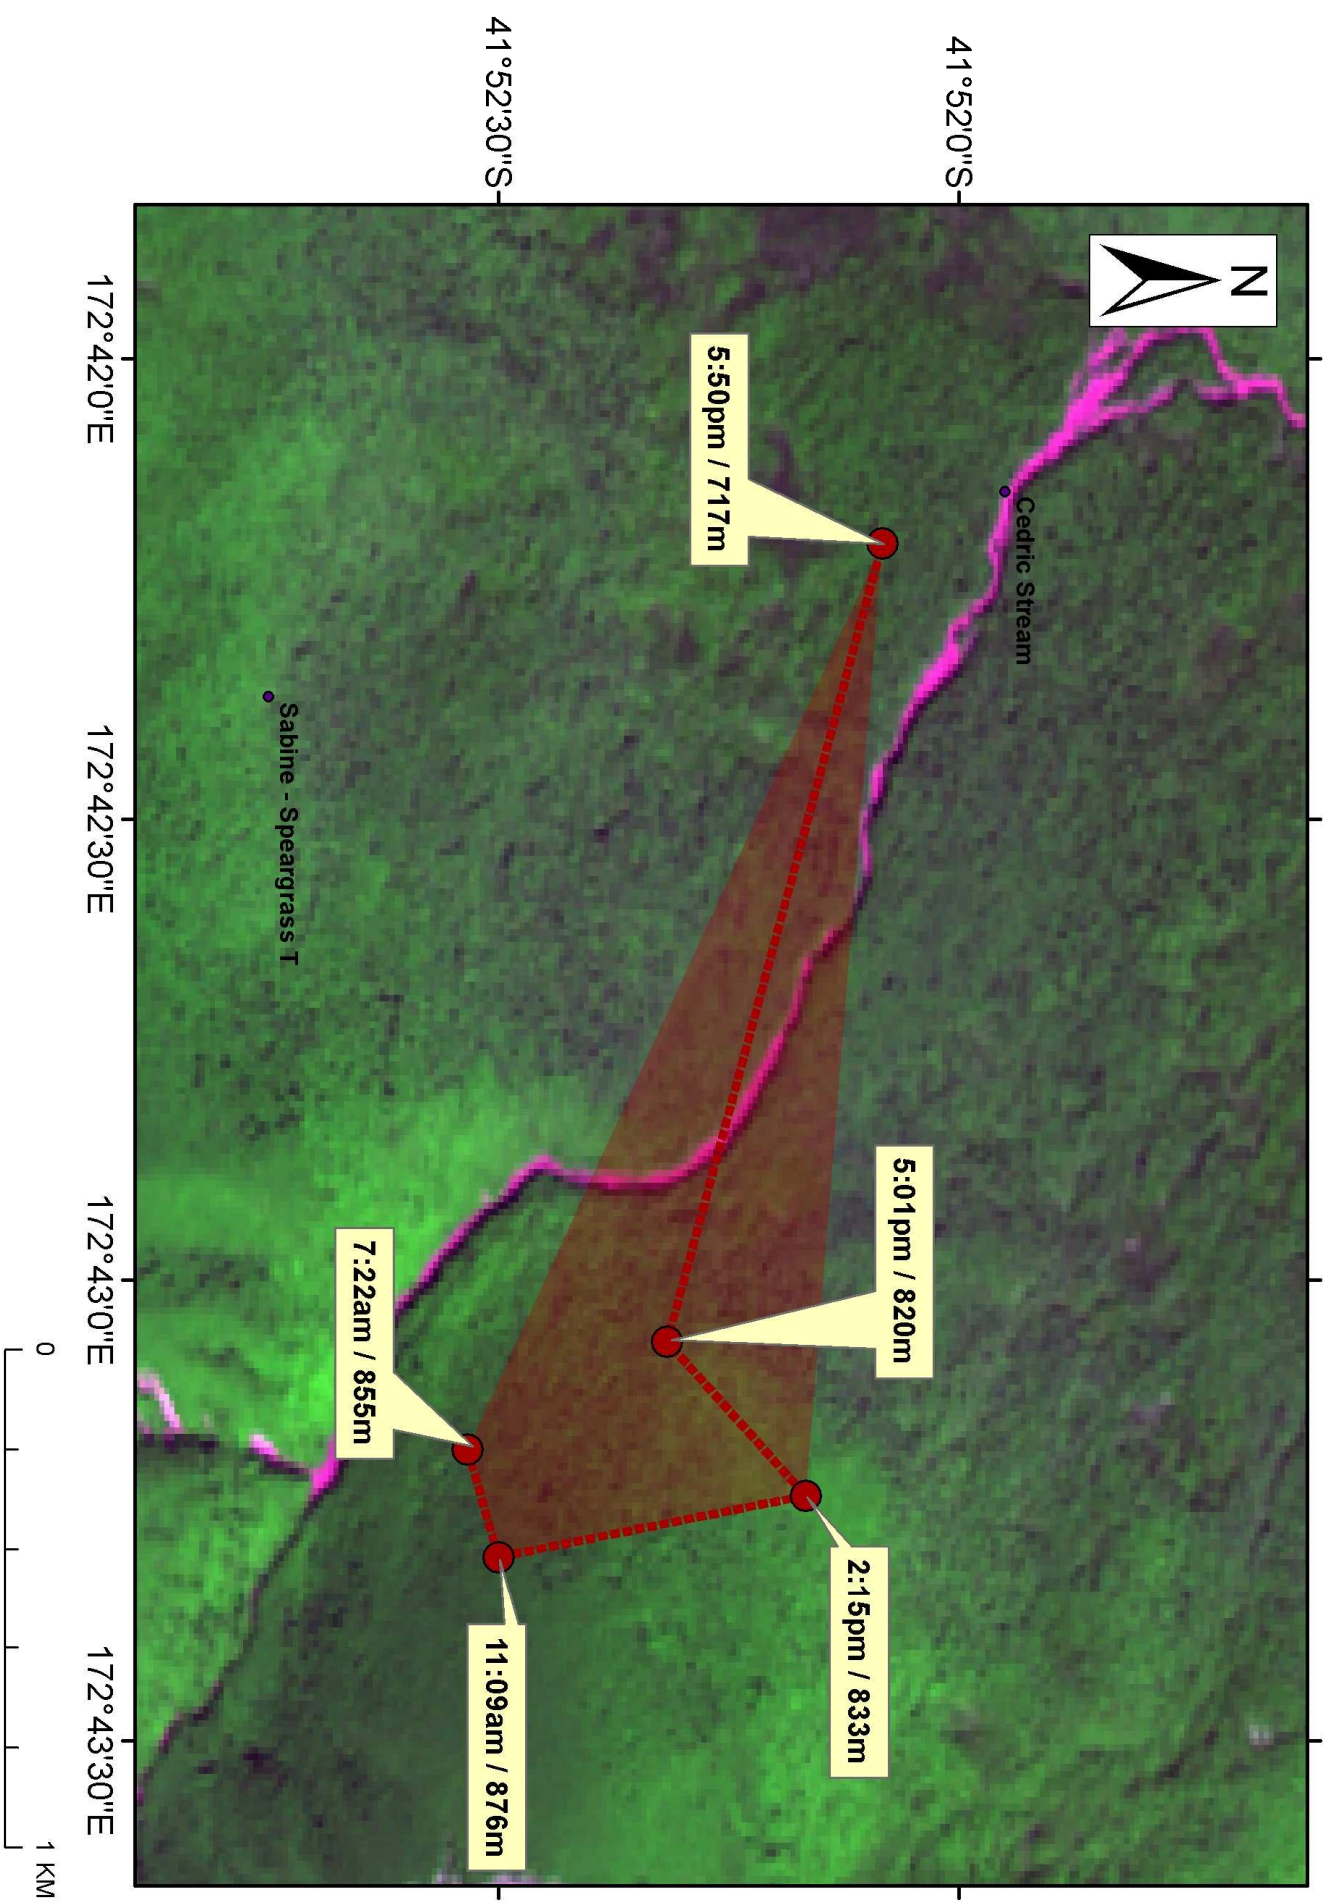 41°52'0"S
41°52'30"S
N
Cedric Stream
5:50pm / 717m
5:01pm / 820m
2:15pm / 833m
11:09am / 876m
7:22am / 855m
Sabine - Speargrass T
172°42'0"E
172°42'30"E
172°43'0"E
172°43'30"E
0
1 KM